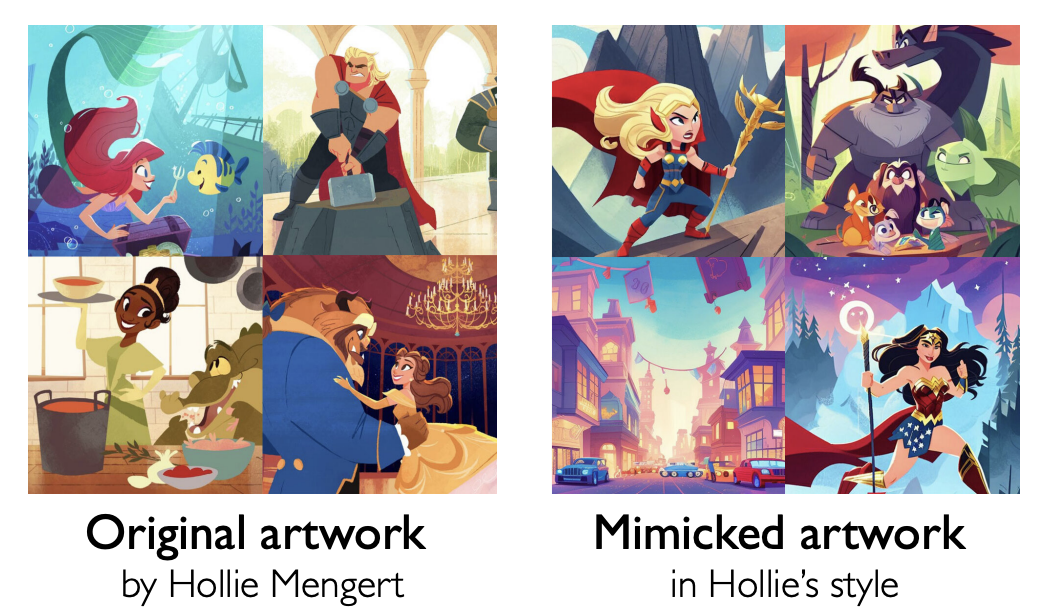 Original artwork
by Hollie Mengert
Mimicked artwork
in Hollie's style